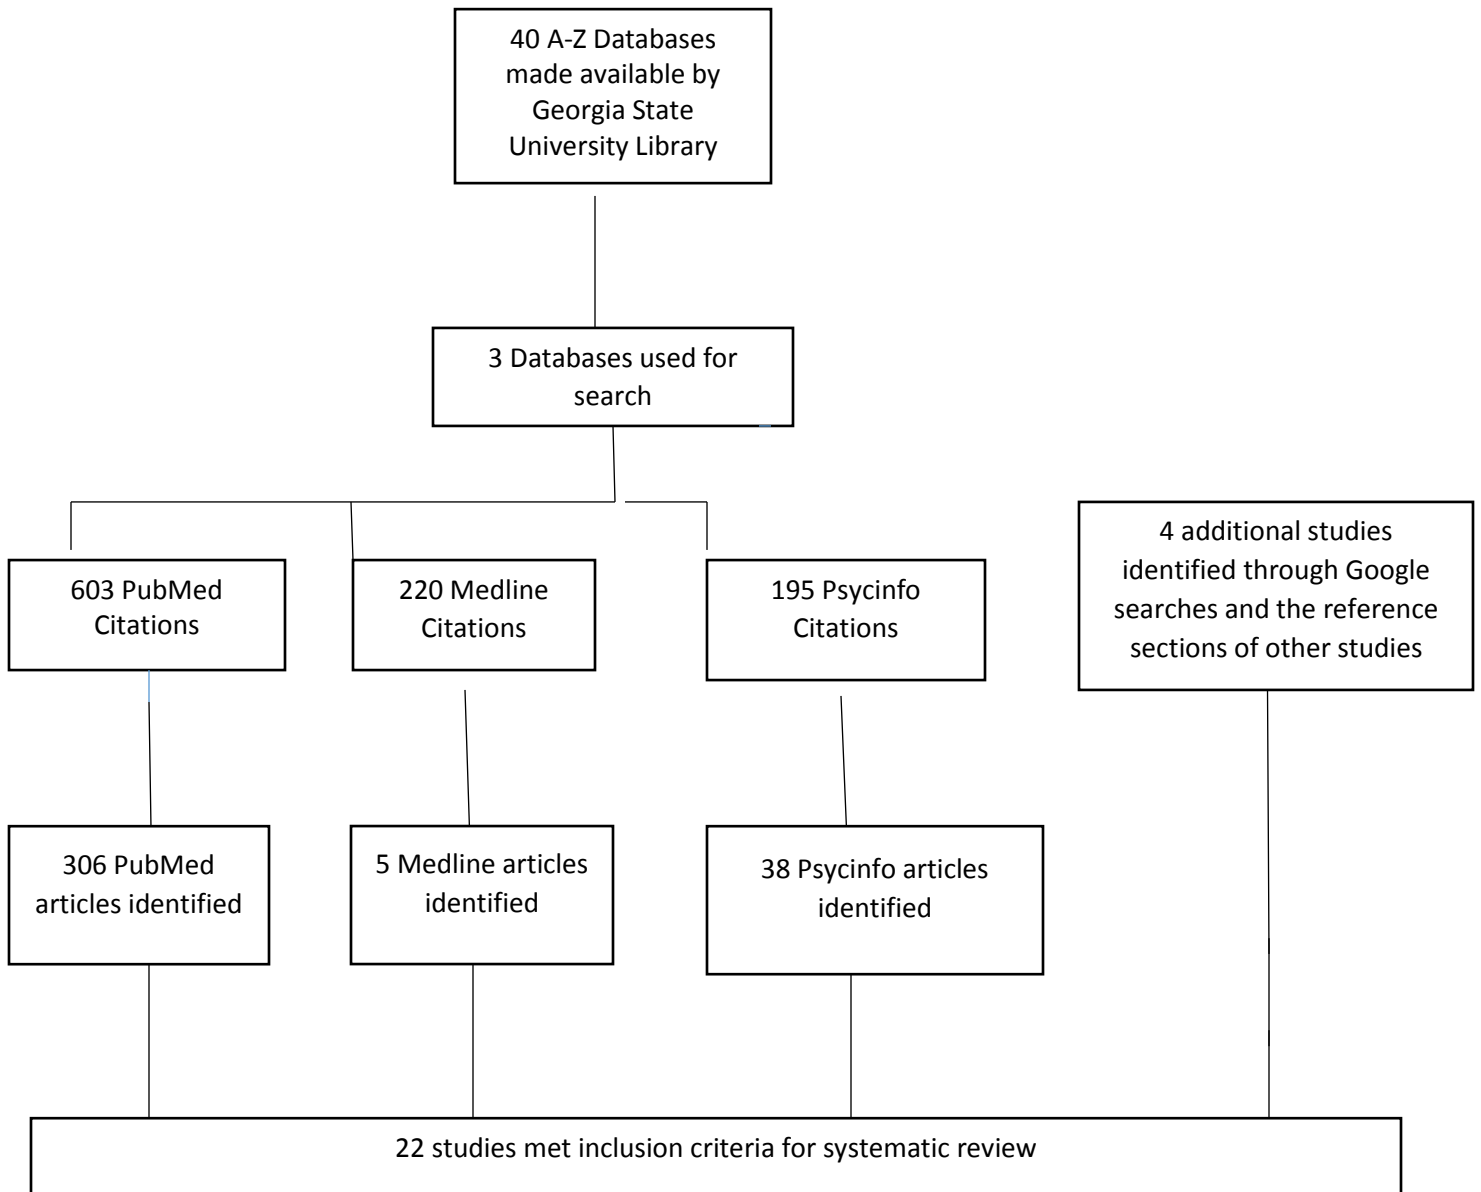 40 A-Z Databases
made available by
Georgia State
University Library
3 Databases used for
search
603 PubMed
Citations
220 Medline
Citations
195 Psycinfo
Citations
4 additional studies
identified through Google
searches and the reference
sections of other studies
306 PubMed
articles identified
5 Medline articles
identified
38 Psycinfo articles
identified
22 studies met inclusion criteria for systematic review